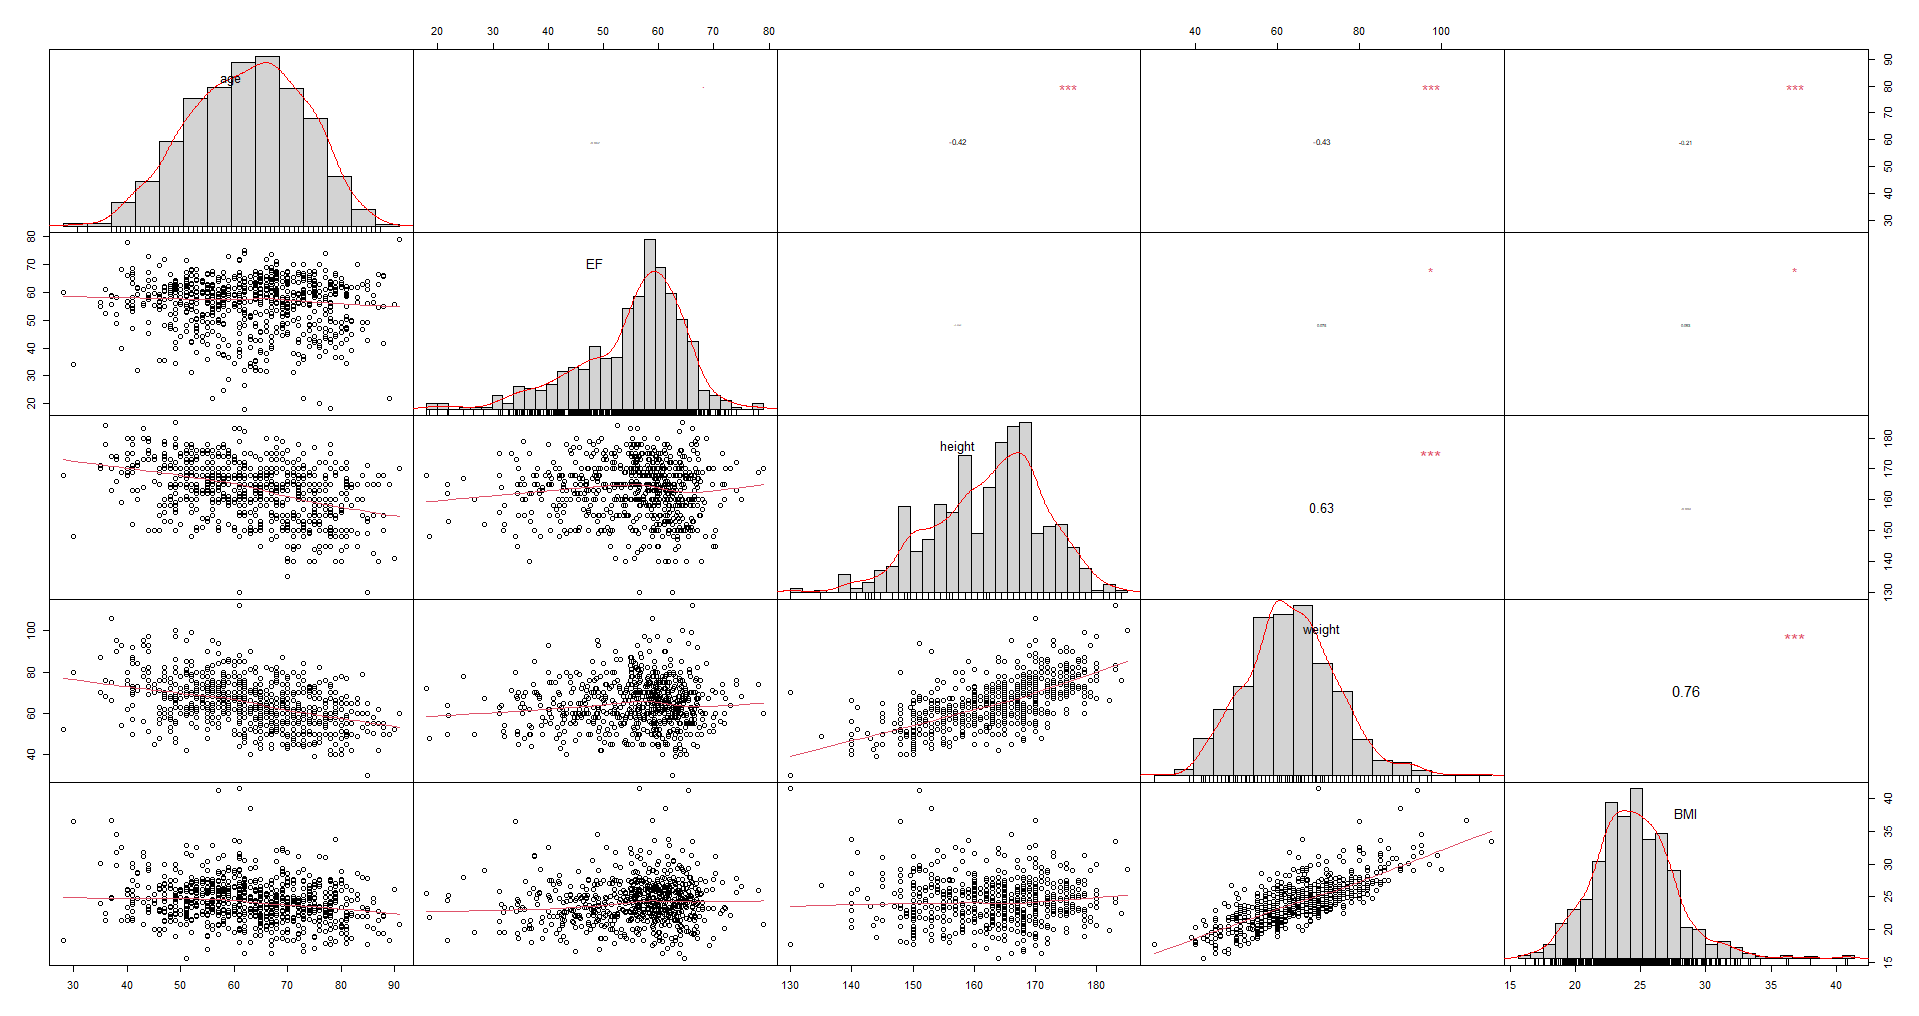 20 30 40 50 60 70 80 40 60 80 100
age *** *** ***
-0.42 -0.43 -0.21
30 40 50 60 70 80 90
20 30 40 50 60 70 80
EF * *
height ***
0.63
130 140 150 160 170 180
40 60 80 100
weight ***
0.76
BMI
15 20 25 30 35 40
30 40 50 60 70 80 90 130 140 150 160 170 180 15 20 25 30 35 40